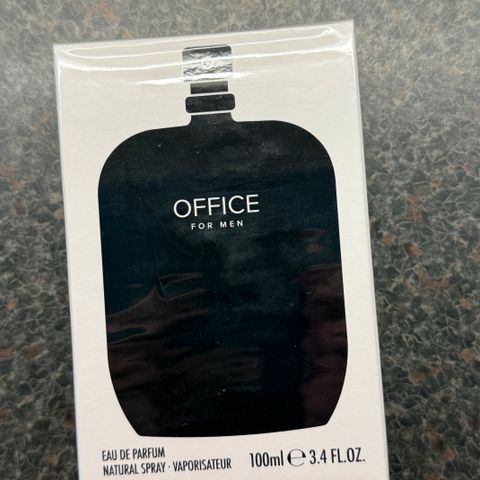 OFFICE
FOR MEN
EAU DE PARFUM
NATURAL SPRAY · VAPORISATEUR
100ml ℮ 3.4 FL.OZ.